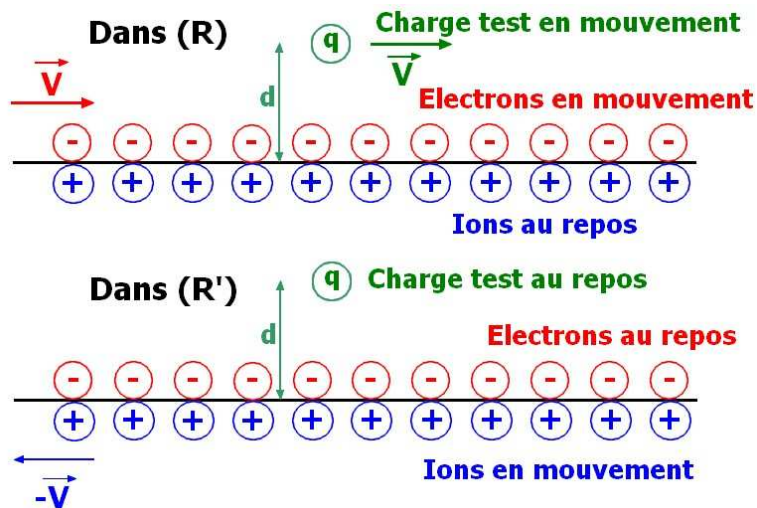 Dans (R)
q
Charge test en mouvement
V
V
d
Electrons en mouvement
- - - - - - - - - - -
+ + + + + + + + + + +
Ions au repos
Dans (R')
q
Charge test au repos
d
Electrons au repos
- - - - - - - - - - -
+ + + + + + + + + + +
Ions en mouvement
-V